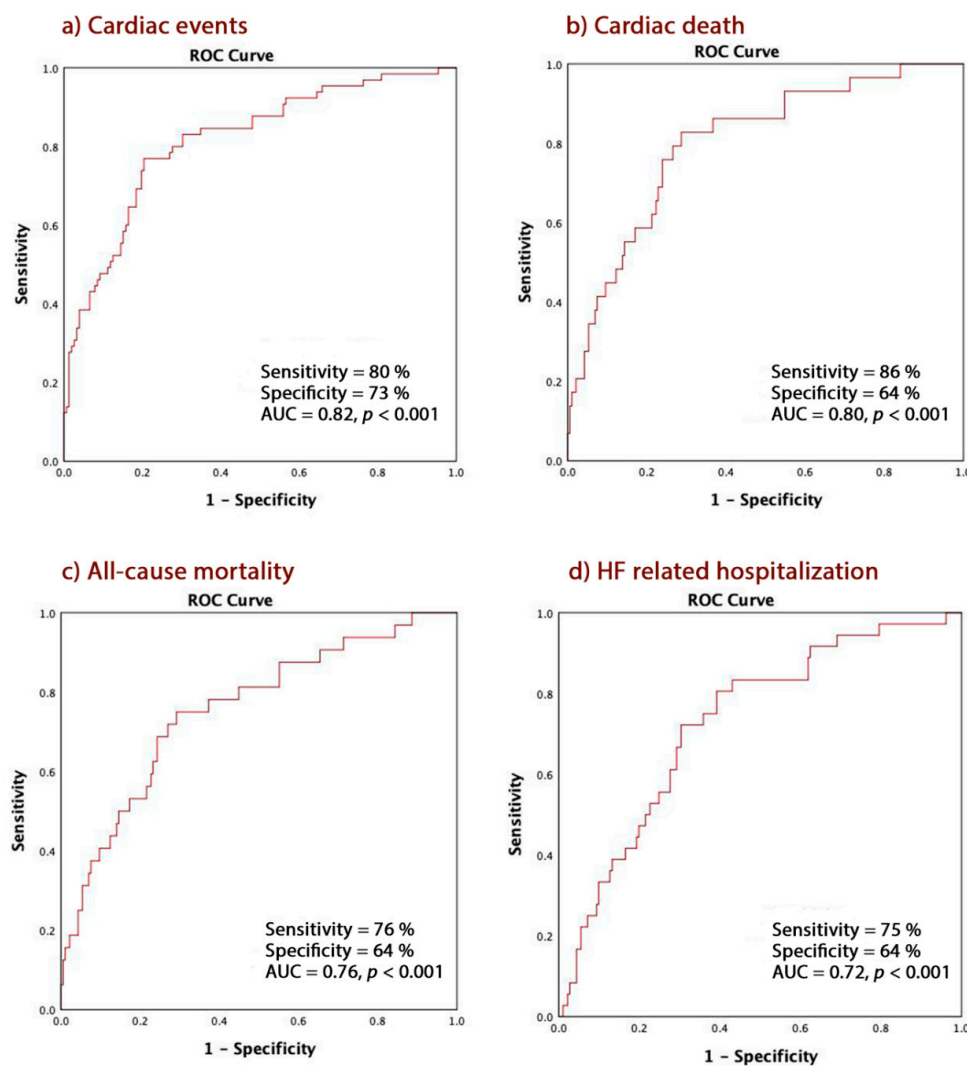 a) Cardiac events
ROC Curve
Sensitivity
1.0
0.8
0.6
0.4
0.2
0.0
0.0 0.2 0.4 0.6 0.8 1.0
1 – Specificity
Sensitivity = 80 %
Specificity = 73 %
AUC = 0.82, p < 0.001
b) Cardiac death
ROC Curve
Sensitivity
1.0
0.8
0.6
0.4
0.2
0.0
0.0 0.2 0.4 0.6 0.8 1.0
1 – Specificity
Sensitivity = 86 %
Specificity = 64 %
AUC = 0.80, p < 0.001
c) All-cause mortality
ROC Curve
Sensitivity
1.0
0.8
0.6
0.4
0.2
0.0
0.0 0.2 0.4 0.6 0.8 1.0
1 – Specificity
Sensitivity = 76 %
Specificity = 64 %
AUC = 0.76, p < 0.001
d) HF related hospitalization
ROC Curve
Sensitivity
1.0
0.8
0.6
0.4
0.2
0.0
0.0 0.2 0.4 0.6 0.8 1.0
1 – Specificity
Sensitivity = 75 %
Specificity = 64 %
AUC = 0.72, p < 0.001